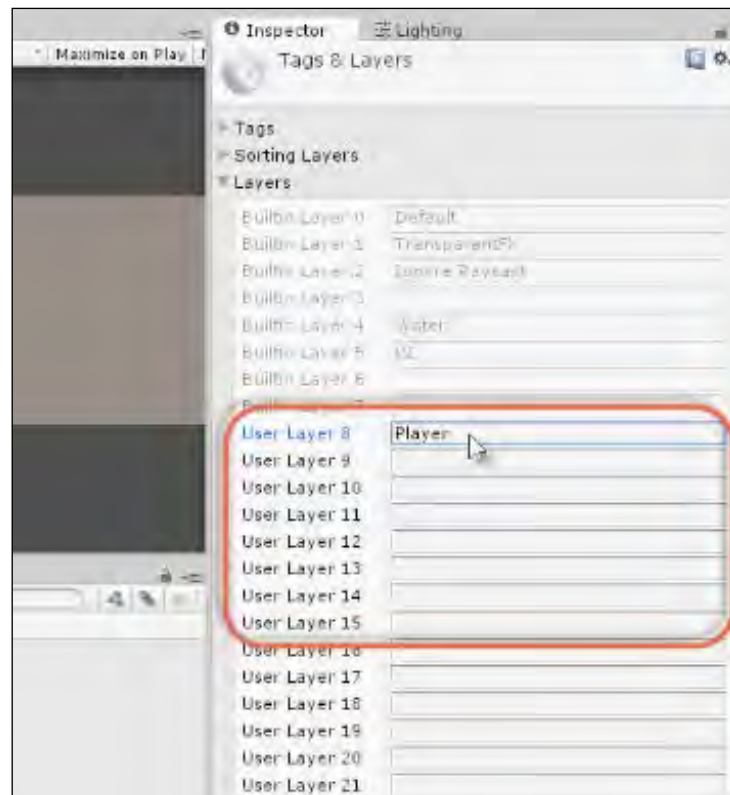 Inspector Lighting
Maximize on Play
Tags & Layers
Tags
Sorting Layers
Layers
Builtin Layer 0 Default
Builtin Layer 1 TransparentFX
Builtin Layer 2 Ignore Raycast
Builtin Layer 3
Builtin Layer 4 Water
Builtin Layer 5 UI
Builtin Layer 6
User Layer 8 Player
User Layer 9
User Layer 10
User Layer 11
User Layer 12
User Layer 13
User Layer 14
User Layer 15
User Layer 16
User Layer 17
User Layer 18
User Layer 19
User Layer 20
User Layer 21